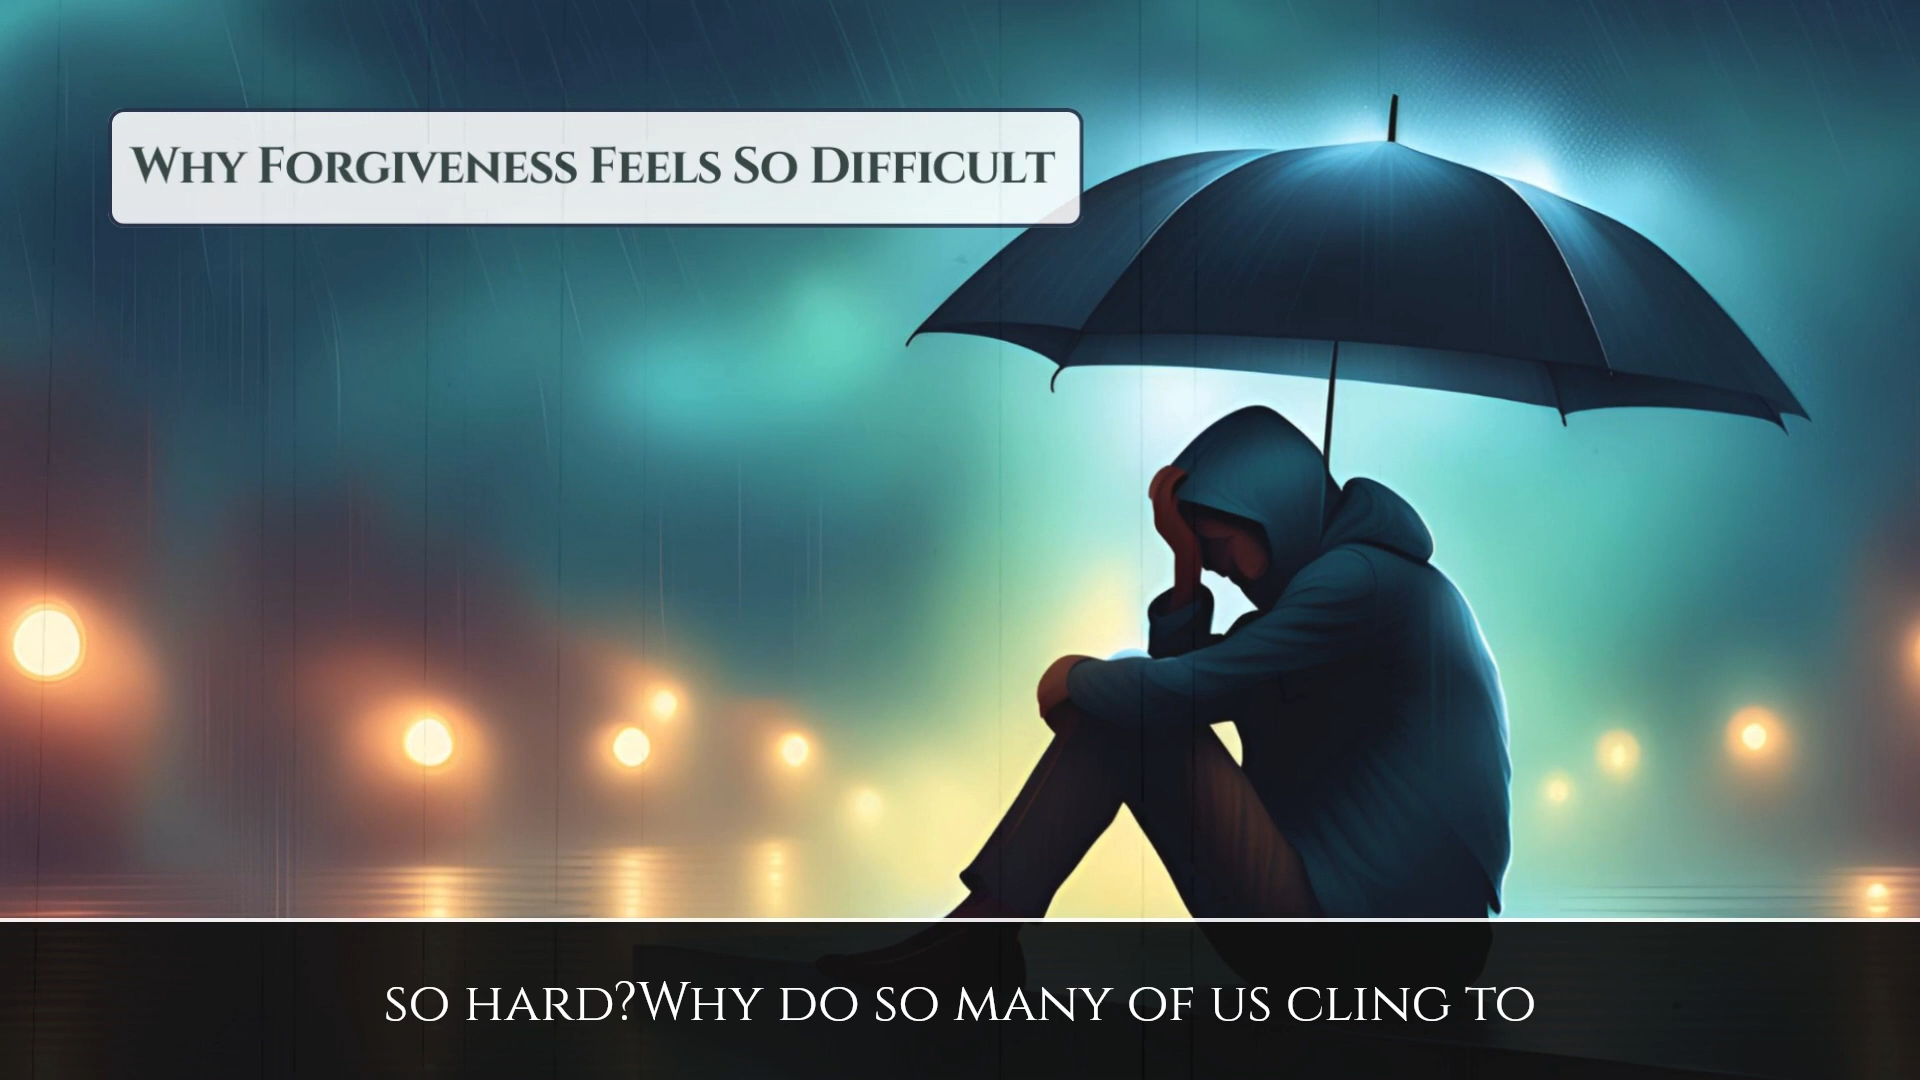 Why Forgiveness Feels So Difficult
so hard?Why do so many of us cling to